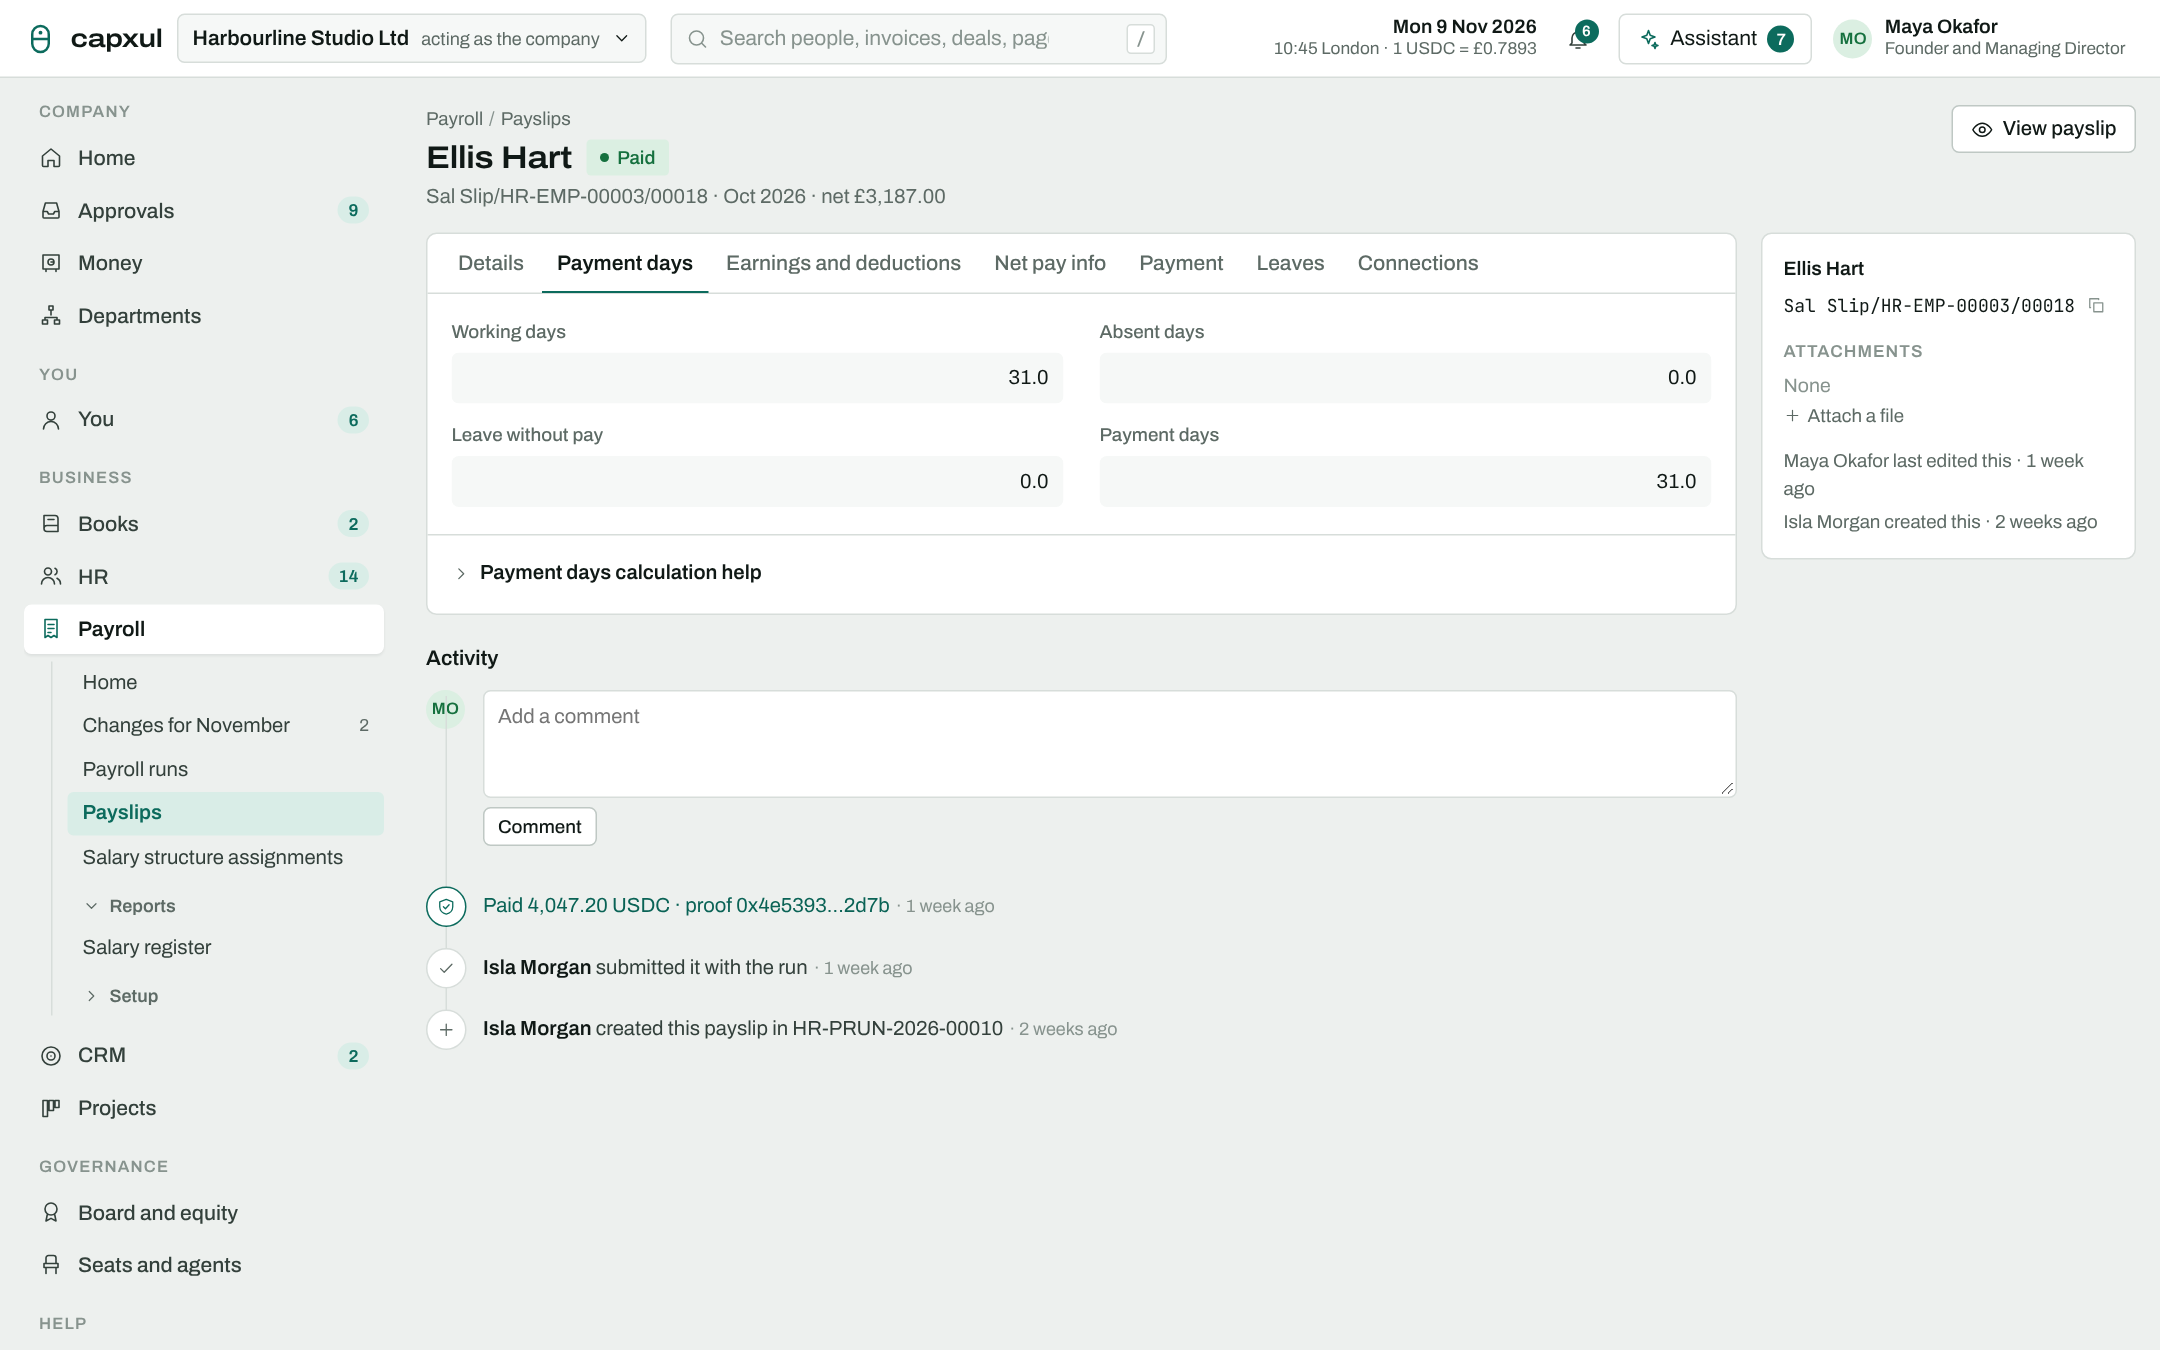 capxul
Harbourline Studio Ltd acting as the company
Search people, invoices, deals, pag
/
Mon 9 Nov 2026
10:45 London · 1 USDC = £0.7893
6
Assistant 7
MO
Maya Okafor
Founder and Managing Director
COMPANY
Home
Approvals 9
Money
Departments
YOU
You 6
BUSINESS
Books 2
HR 14
Payroll
Home
Changes for November 2
Payroll runs
Payslips
Salary structure assignments
Reports
Salary register
Setup
CRM 2
Projects
GOVERNANCE
Board and equity
Seats and agents
HELP
Payroll / Payslips
Ellis Hart Paid
Sal Slip/HR-EMP-00003/00018 · Oct 2026 · net £3,187.00
View payslip
Details Payment days Earnings and deductions Net pay info Payment Leaves Connections
Working days
31.0
Absent days
0.0
Leave without pay
0.0
Payment days
31.0
Payment days calculation help
Ellis Hart
Sal Slip/HR-EMP-00003/00018
ATTACHMENTS
None
+ Attach a file
Maya Okafor last edited this · 1 week
ago
Isla Morgan created this · 2 weeks ago
Activity
MO
Add a comment
Comment
Paid 4,047.20 USDC · proof 0x4e5393...2d7b · 1 week ago
Isla Morgan submitted it with the run · 1 week ago
Isla Morgan created this payslip in HR-PRUN-2026-00010 · 2 weeks ago